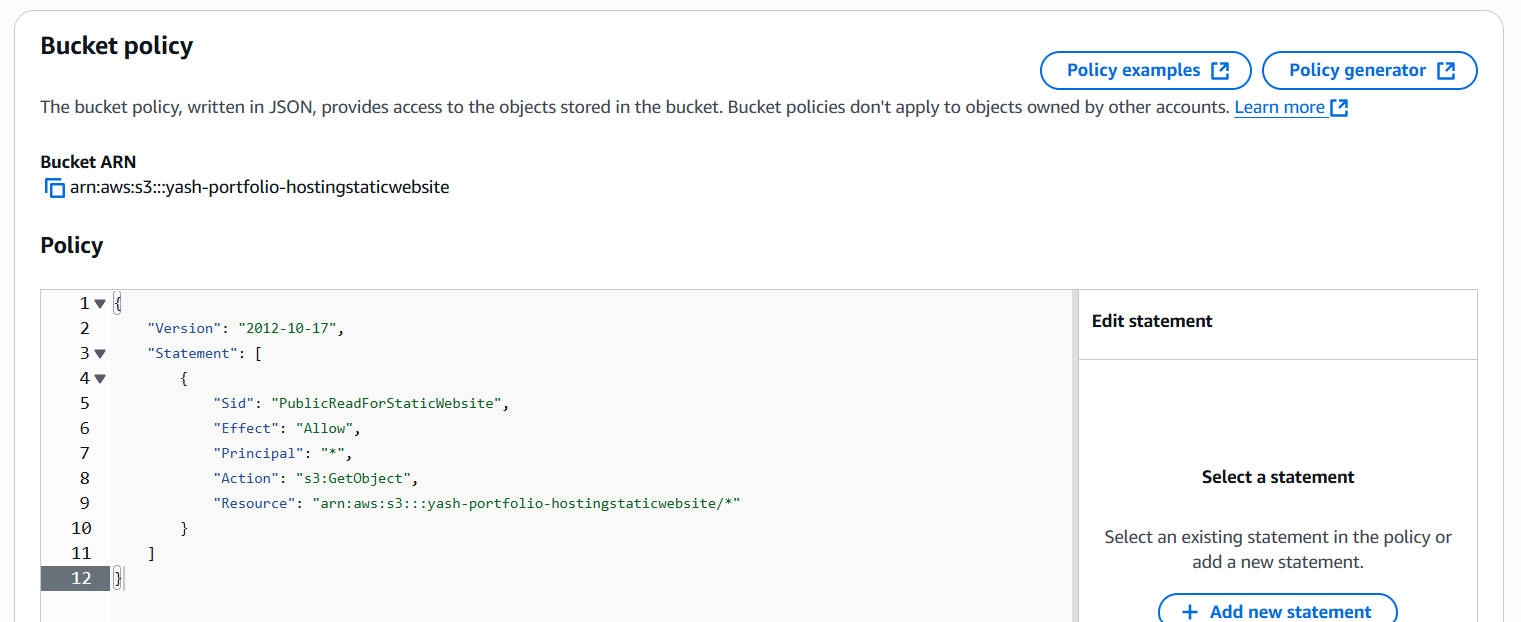 Bucket policy
Policy examples
Policy generator
The bucket policy, written in JSON, provides access to the objects stored in the bucket. Bucket policies don't apply to objects owned by other accounts. Learn more
Bucket ARN
arn:aws:s3:::yash-portfolio-hostingstaticwebsite
Policy
1 {
2 "Version": "2012-10-17",
3 "Statement": [
4 {
5 "Sid": "PublicReadForStaticWebsite",
6 "Effect": "Allow",
7 "Principal": "*",
8 "Action": "s3:GetObject",
9 "Resource": "arn:aws:s3:::yash-portfolio-hostingstaticwebsite/*"
10 }
11 ]
12 }
Edit statement
Select a statement
Select an existing statement in the policy or
add a new statement.
+ Add new statement